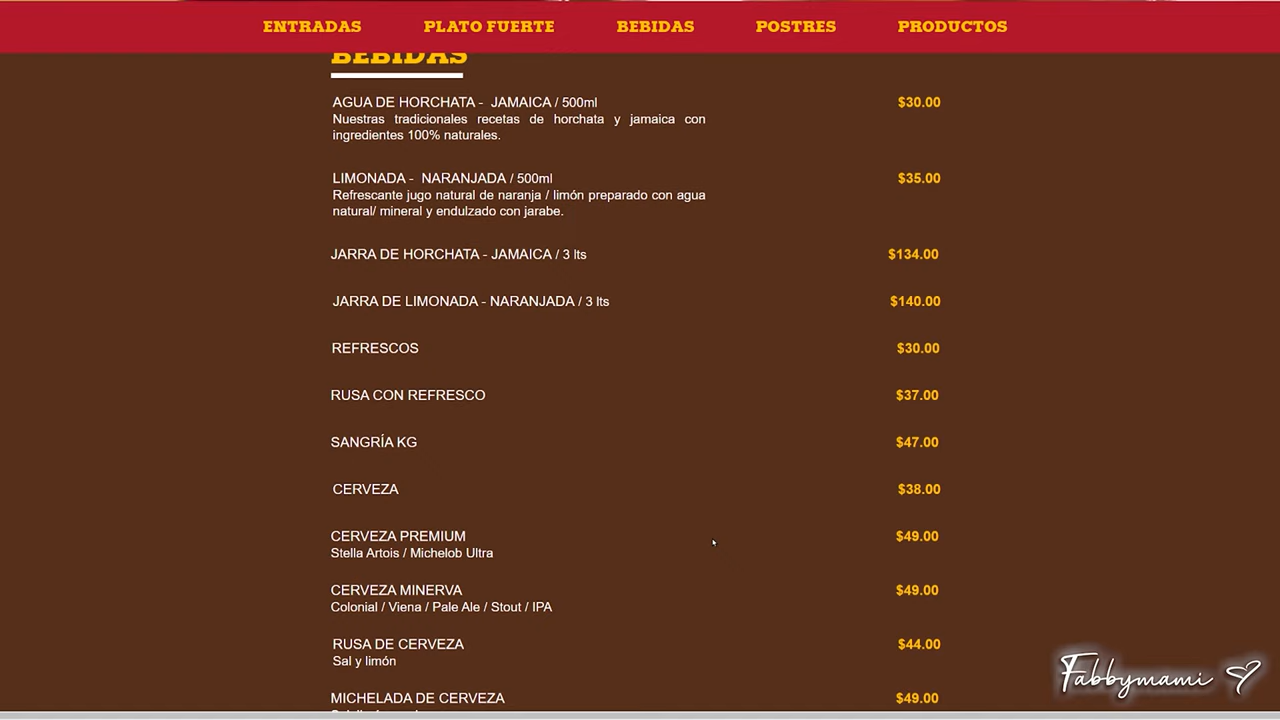 ENTRADAS PLATO FUERTE BEBIDAS POSTRES PRODUCTOS
BEBIDAS
AGUA DE HORCHATA - JAMAICA / 500ml $30.00
Nuestras tradicionales recetas de horchata y jamaica con
ingredientes 100% naturales.
LIMONADA - NARANJADA / 500ml $35.00
Refrescante jugo natural de naranja / limón preparado con agua
natural/ mineral y endulzado con jarabe.
JARRA DE HORCHATA - JAMAICA / 3 lts $134.00
JARRA DE LIMONADA - NARANJADA / 3 lts $140.00
REFRESCOS $30.00
RUSA CON REFRESCO $37.00
SANGRÍA KG $47.00
CERVEZA $38.00
CERVEZA PREMIUM $49.00
Stella Artois / Michelob Ultra
CERVEZA MINERVA $49.00
Colonial / Viena / Pale Ale / Stout / IPA
RUSA DE CERVEZA $44.00
Sal y limón
MICHELADA DE CERVEZA $49.00
Fabbymami